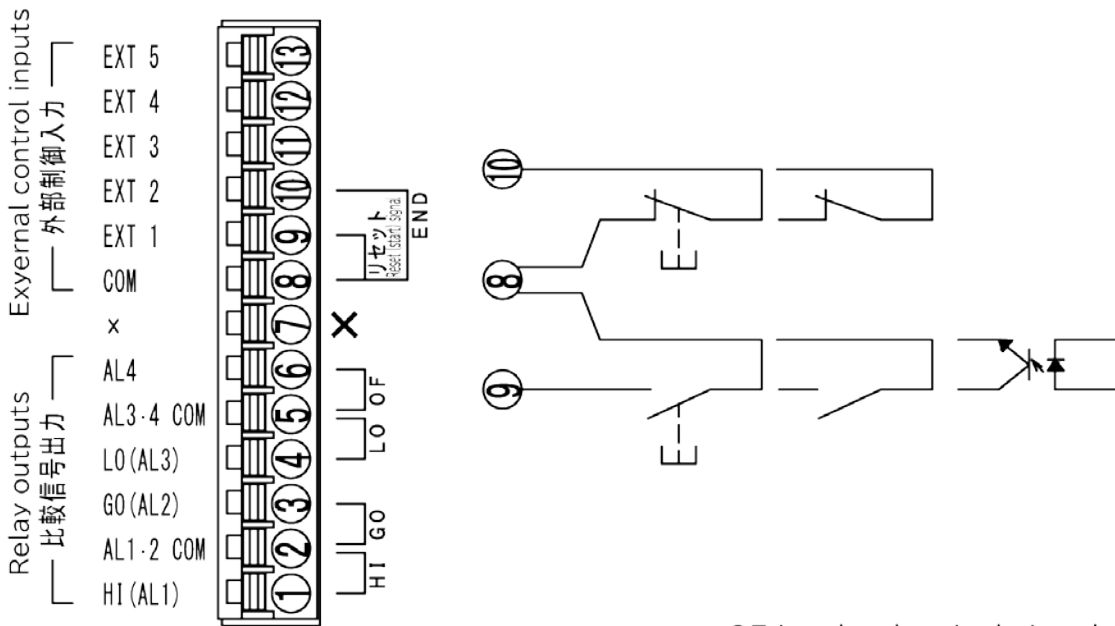 Exyernal control inputs
外部制御入力
EXT 5
EXT 4
EXT 3
EXT 2
EXT 1
COM
×
Relay outputs
比較信号出力
AL4
AL3·4 COM
LO(AL3)
GO(AL2)
AL1·2 COM
HI(AL1)
13
12
11
10
9
8
7
6
5
4
3
2
1
リセット
Reset (start) signal
END
×
OF
LO
GO
HI
10
8
9